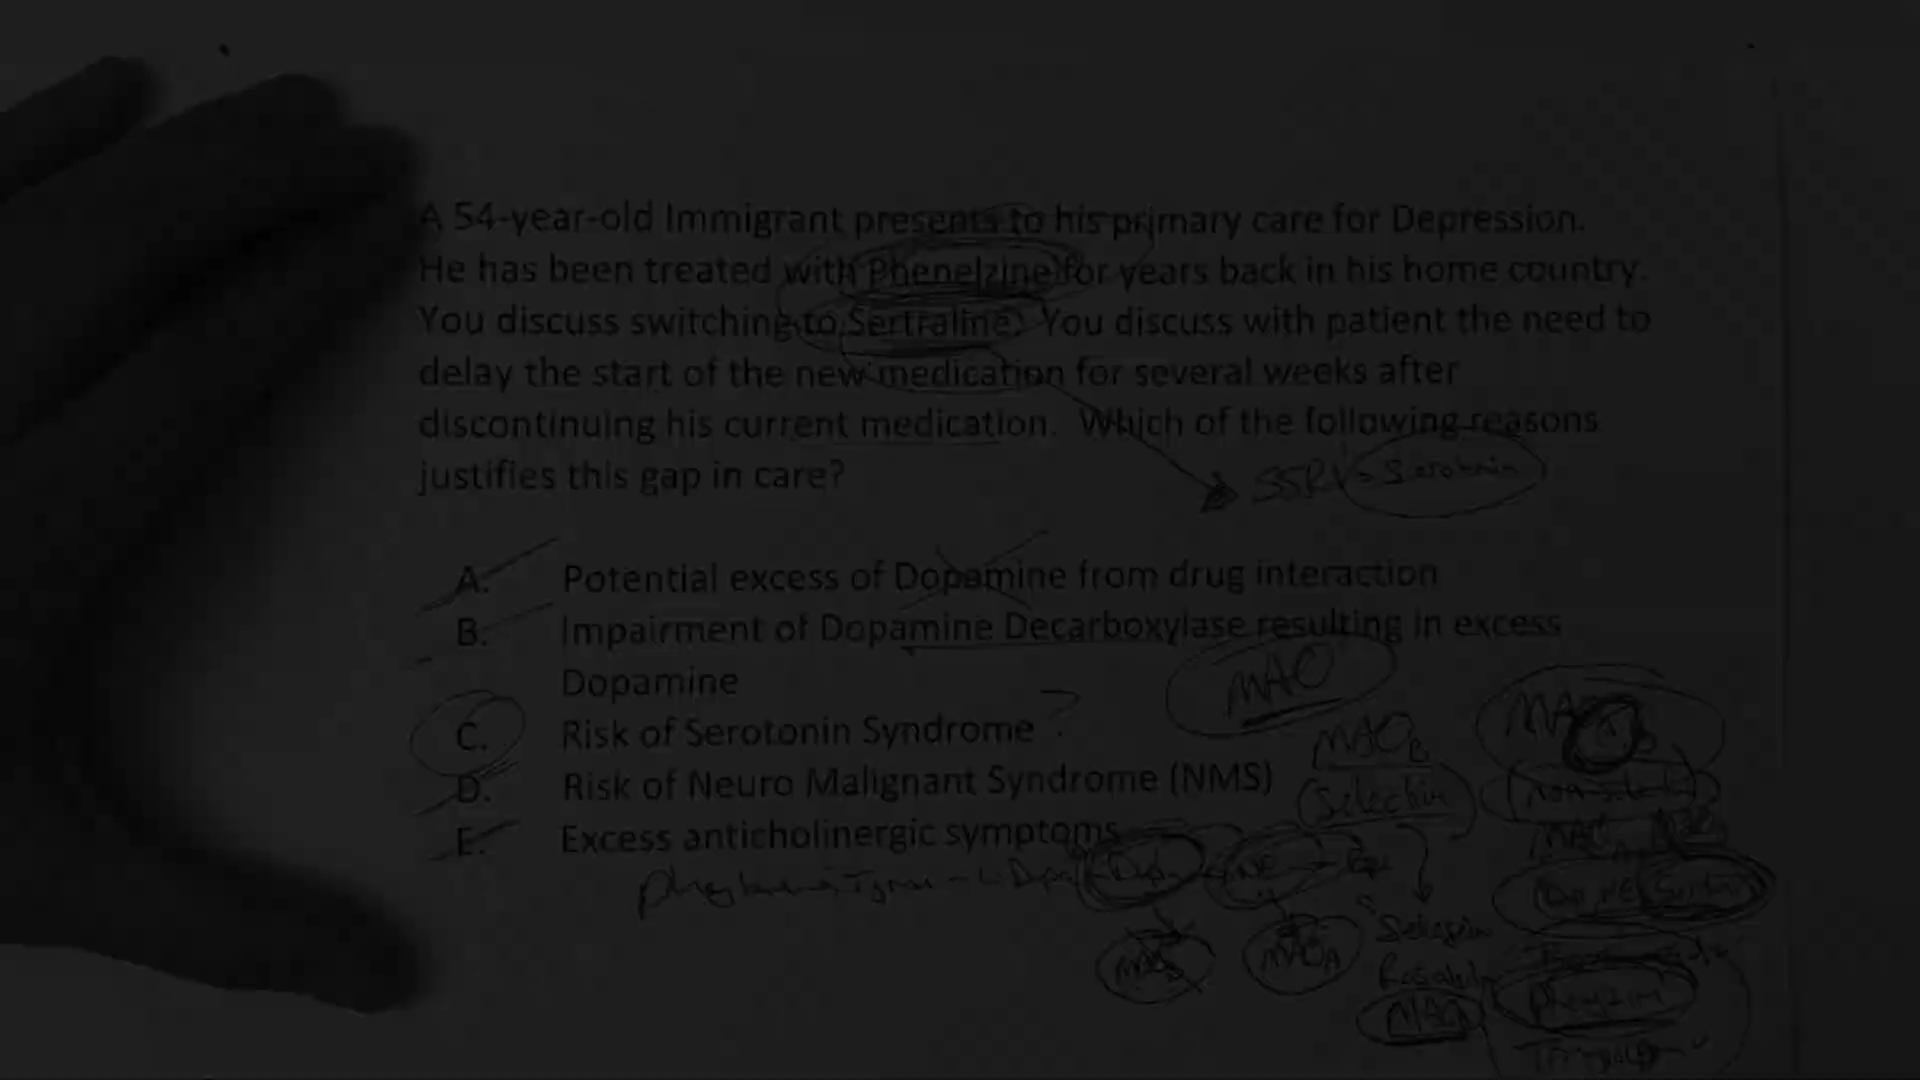 A 54-year-old Immigrant presents to his primary care for Depression.
He has been treated with Phenelzine for years back in his home country.
You discuss switching to Sertraline. You discuss with patient the need to
delay the start of the new medication for several weeks after
discontinuing his current medication. Which of the following reasons
justifies this gap in care?
SSRI - Serotonin
A. Potential excess of Dopamine from drug interaction
B. Impairment of Dopamine Decarboxylase resulting in excess
Dopamine
MAO
C. Risk of Serotonin Syndrome ?
MAO B
D. Risk of Neuro Malignant Syndrome (NMS)
E. Excess anticholinergic symptoms
MAO A